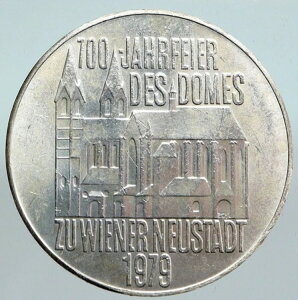 700-JAHRFEIER
DES-DOMES
ZU WIENER NEUSTADT
1979